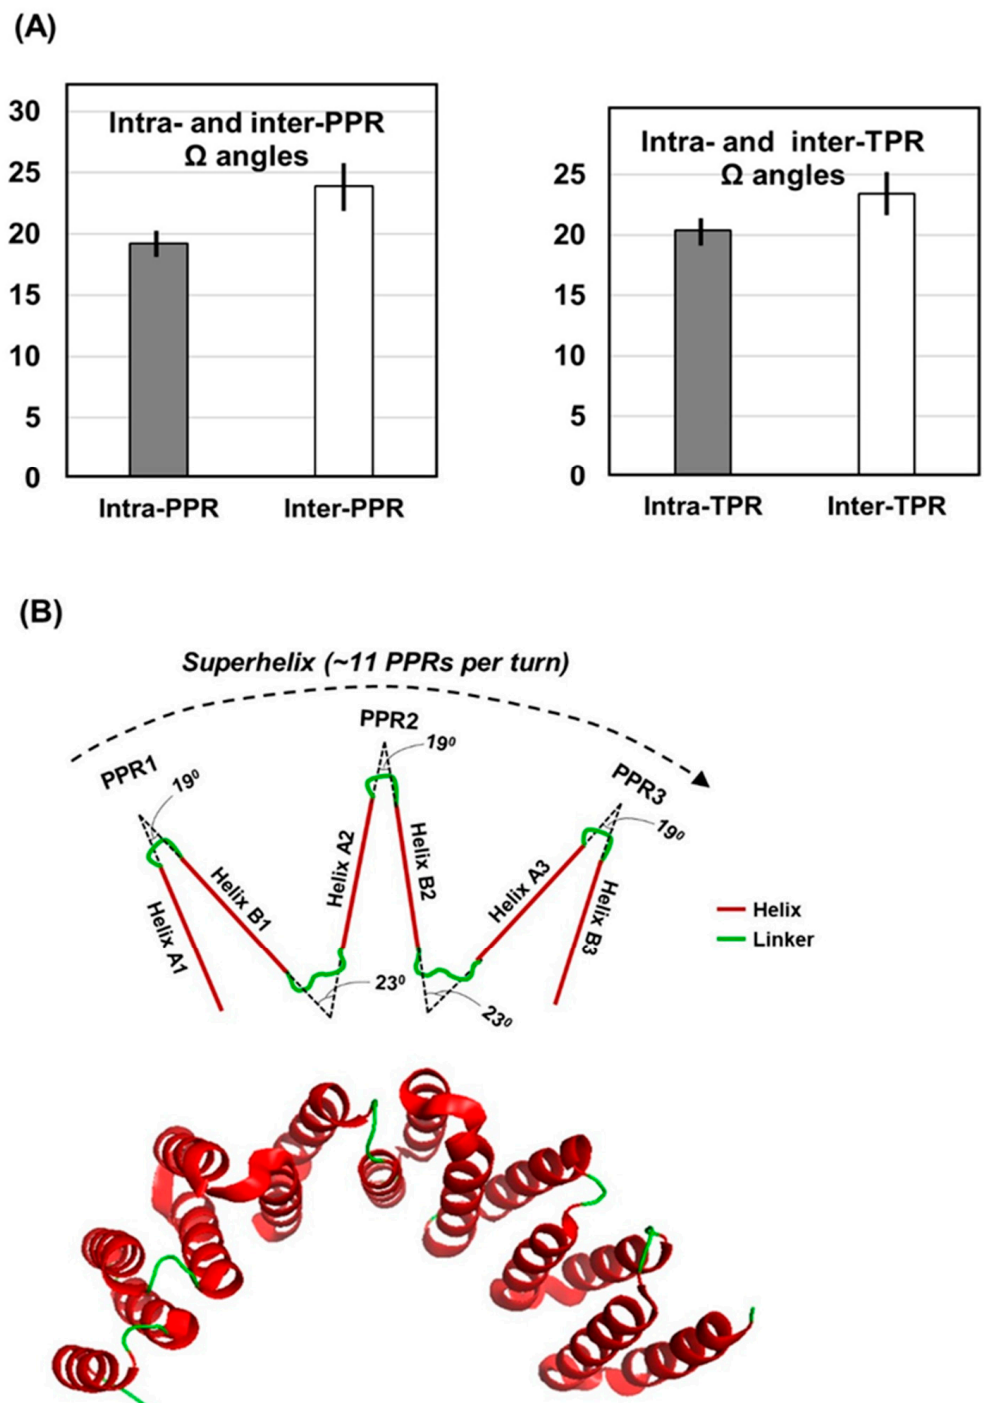 (A)
Intra- and inter-PPR
Ω angles
30
25
20
15
10
5
0
Intra-PPR Inter-PPR
Intra- and inter-TPR
Ω angles
25
20
15
10
5
0
Intra-TPR Inter-TPR
(B)
Superhelix (~11 PPRs per turn)
PPR1
19⁰
PPR2
19⁰
PPR3
19⁰
Helix A1
Helix B1
Helix A2
Helix B2
Helix A3
Helix B3
23⁰
23⁰
Helix
Linker